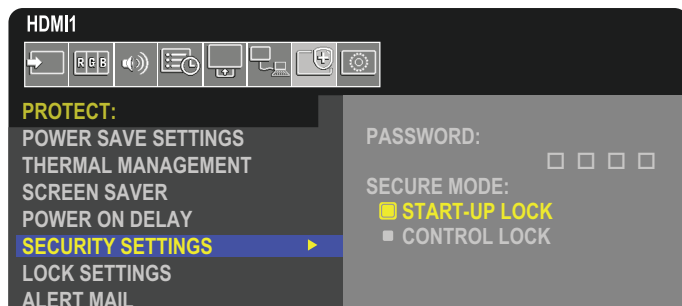 HDMI1
R G B
PROTECT:
POWER SAVE SETTINGS
THERMAL MANAGEMENT
SCREEN SAVER
POWER ON DELAY
SECURITY SETTINGS
LOCK SETTINGS
ALERT MAIL
PASSWORD:
SECURE MODE:
START-UP LOCK
CONTROL LOCK